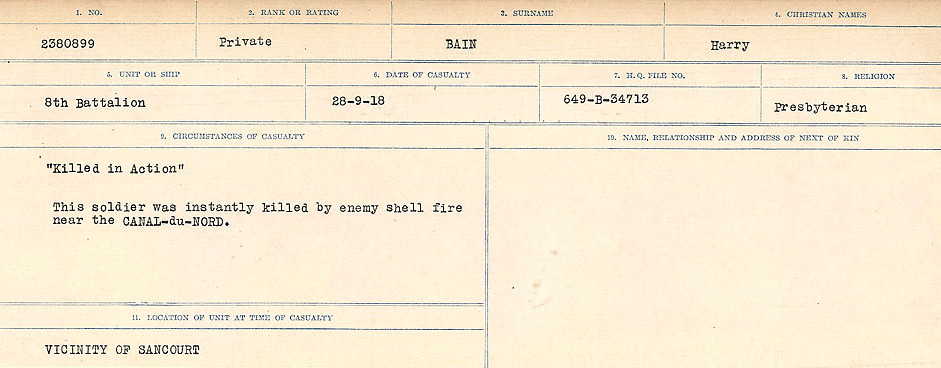 1. NO.
2. RANK OR RATING
3. SURNAME
4. CHRISTIAN NAMES
2380899
Private
BAIN
Harry
5. UNIT OR SHIP
6. DATE OF CASUALTY
7. H.Q. FILE NO.
8. RELIGION
8th Battalion
28-9-18
649-B-34713
Presbyterian
9. CIRCUMSTANCES OF CASUALTY
10. NAME, RELATIONSHIP AND ADDRESS OF NEXT OF KIN
"Killed in Action"
This soldier was instantly killed by enemy shell fire
near the CANAL-du-NORD.
11. LOCATION OF UNIT AT TIME OF CASUALTY
VICINITY OF SANCOURT